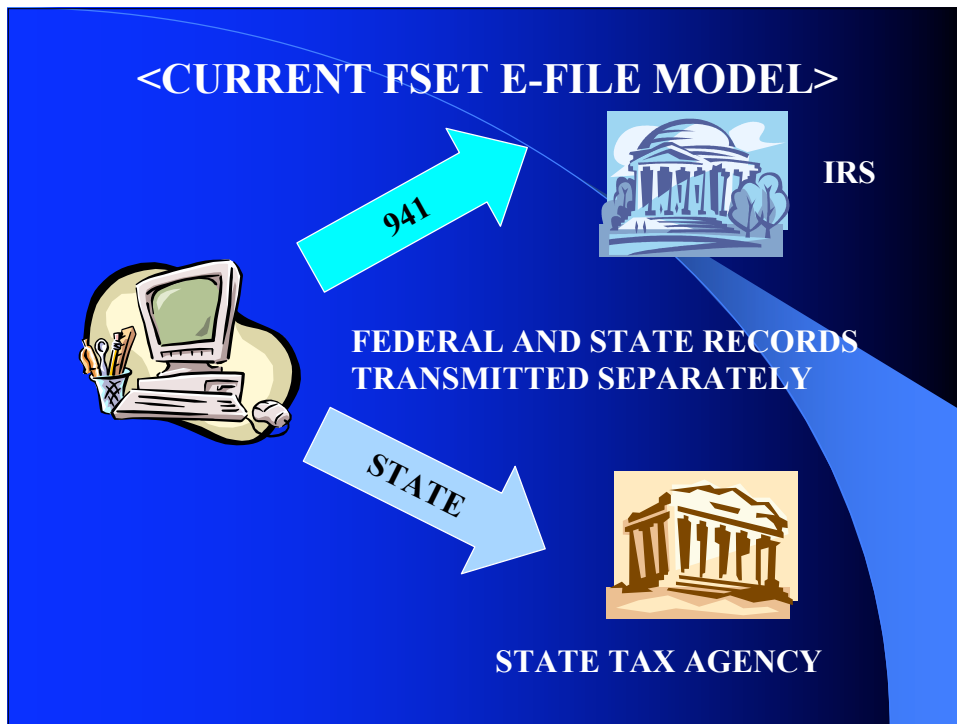 <CURRENT FSET E-FILE MODEL>
IRS
941
FEDERAL AND STATE RECORDS
TRANSMITTED SEPARATELY
STATE
STATE TAX AGENCY